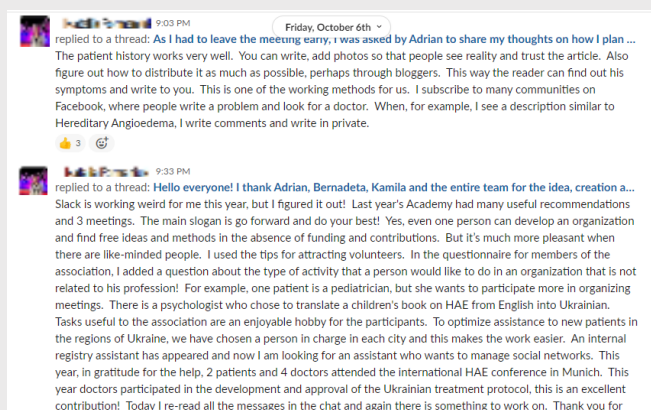 9:03 PM
Friday, October 6th
replied to a thread: As I had to leave the meeting early, I was asked by Adrian to share my thoughts on how I plan ...
The patient history works very well. You can write, add photos so that people see reality and trust the article. Also
figure out how to distribute it as much as possible, perhaps through bloggers. This way the reader can find out his
symptoms and write to you. This is one of the working methods for us. I subscribe to many communities on
Facebook, where people write a problem and look for a doctor. When, for example, I see a description similar to
Hereditary Angioedema, I write comments and write in private.
3
9:33 PM
replied to a thread: Hello everyone! I thank Adrian, Bernadeta, Kamila and the entire team for the idea, creation a...
Slack is working weird for me this year, but I figured it out! Last year's Academy had many useful recommendations
and 3 meetings. The main slogan is go forward and do your best! Yes, even one person can develop an organization
and find free ideas and methods in the absence of funding and contributions. But it's much more pleasant when
there are like-minded people. I used the tips for attracting volunteers. In the questionnaire for members of the
association, I added a question about the type of activity that a person would like to do in an organization that is not
related to his profession! For example, one patient is a pediatrician, but she wants to participate more in organizing
meetings. There is a psychologist who chose to translate a children's book on HAE from English into Ukrainian.
Tasks useful to the association are an enjoyable hobby for the participants. To optimize assistance to new patients in
the regions of Ukraine, we have chosen a person in charge in each city and this makes the work easier. An internal
registry assistant has appeared and now I am looking for an assistant who wants to manage social networks. This
year, in gratitude for the help, 2 patients and 4 doctors attended the international HAE conference in Munich. This
year doctors participated in the development and approval of the Ukrainian treatment protocol, this is an excellent
contribution! Today I re-read all the messages in the chat and again there is something to work on. Thank you for